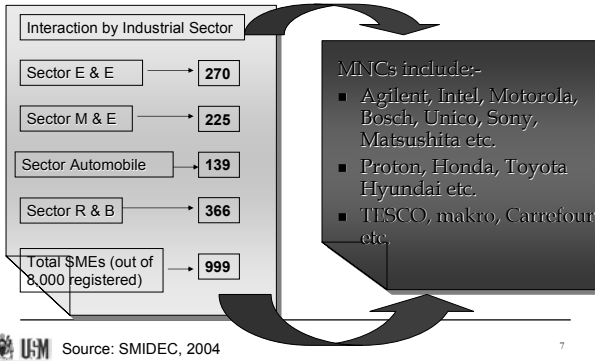 Interaction by Industrial Sector
Sector E & E
270
Sector M & E
225
Sector Automobile
139
Sector R & B
366
Total SMEs (out of
8,000 registered)
999
MNCs include:-
■ Agilent, Intel, Motorola,
Bosch, Unico, Sony,
Matsushita etc.
■ Proton, Honda, Toyota
Hyundai etc.
■ TESCO, makro, Carrefour
etc.
USM
Source: SMIDEC, 2004
7